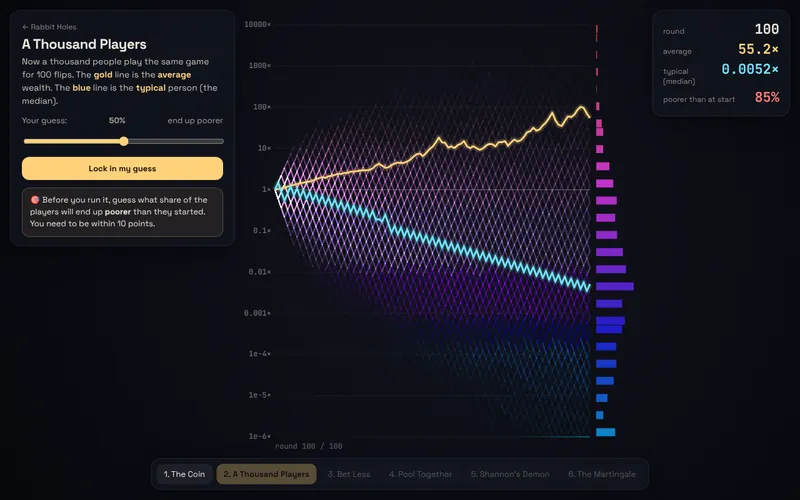 ← Rabbit Holes
A Thousand Players
Now a thousand people play the same game
for 100 flips. The gold line is the average
wealth. The blue line is the typical person (the
median).
Your guess: 50% end up poorer
Lock in my guess
🎯 Before you run it, guess what share of the
players will end up poorer than they started.
You need to be within 10 points.
10000×
1000×
100×
10×
1×
0.1×
0.01×
0.001×
1e-4×
1e-5×
1e-6×
round 100 / 100
round 100
average 55.2×
typical 0.0052×
(median)
poorer than at start 85%
1. The Coin
2. A Thousand Players
3. Bet Less
4. Pool Together
5. Shannon's Demon
6. The Martingale